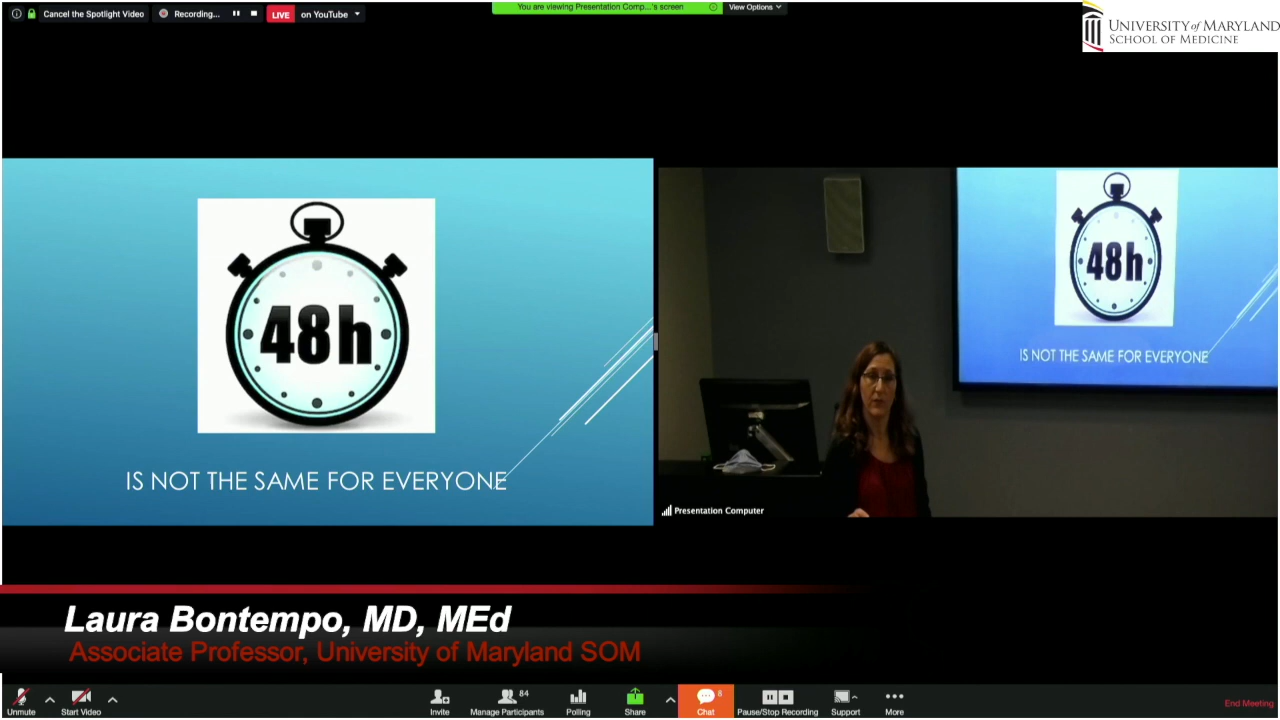 Cancel the Spotlight Video
Recording...
LIVE on YouTube
You are viewing Presentation Comp...'s screen
View Options
UNIVERSITY of MARYLAND
SCHOOL OF MEDICINE
48h
IS NOT THE SAME FOR EVERYONE
48h
IS NOT THE SAME FOR EVERYONE
Presentation Computer
Laura Bontempo, MD, MEd
Associate Professor, University of Maryland SOM
Unmute
Start Video
Invite
84
Manage Participants
Polling
Share
8
Chat
Pause/Stop Recording
Support
More
End Meeting